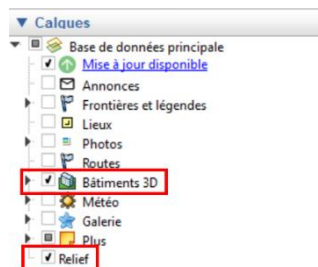 Calques
Base de données principale
Mise à jour disponible
Annonces
Frontières et légendes
Lieux
Photos
Routes
Bâtiments 3D
Météo
Galerie
Plus
Relief